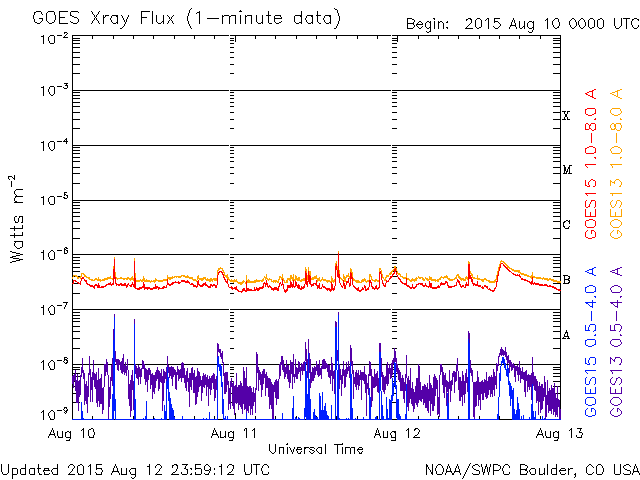 GOES Xray Flux (1-minute data)
Begin: 2015 Aug 10 0000 UTC
10^-2
10^-3
10^-4
10^-5
10^-6
10^-7
10^-8
10^-9
Watts m^-2
X
M
C
B
A
GOES15 1.0-8.0 A
GOES13 1.0-8.0 A
GOES15 0.5-4.0 A
GOES13 0.5-4.0 A
Aug 10
Aug 11
Aug 12
Aug 13
Universal Time
Updated 2015 Aug 12 23:59:12 UTC
NOAA/SWPC Boulder, CO USA